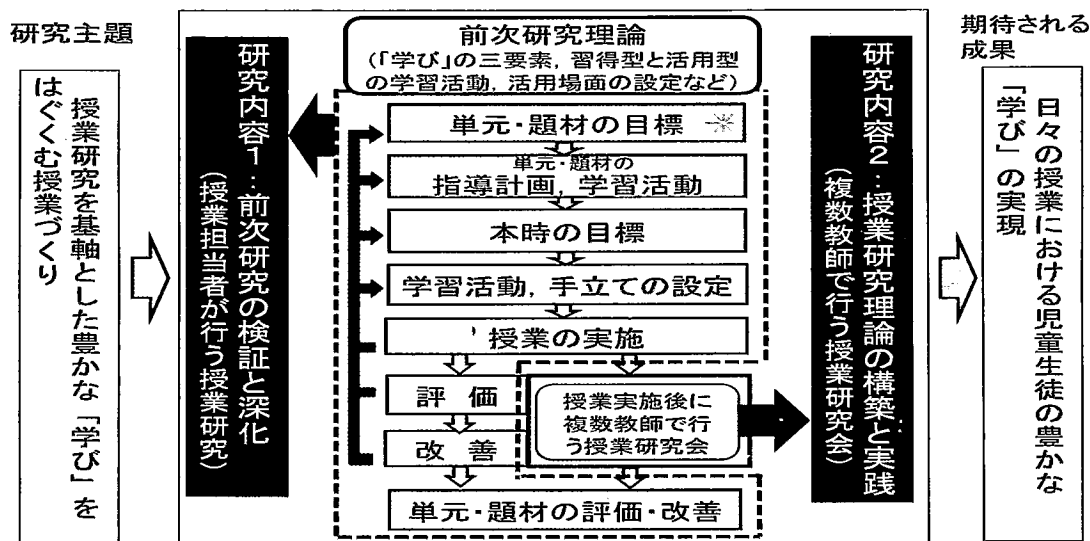 研究主題
授業研究を基軸とした豊かな「学び」を
はぐくむ授業づくり
研究内容1:前次研究の検証と深化
(授業担当者が行う授業研究)
前次研究理論
(「学び」の三要素,習得型と活用型
の学習活動,活用場面の設定など)
単元・題材の目標
単元・題材の
指導計画,学習活動
本時の目標
学習活動,手立ての設定
授業の実施
評価
改善
授業実施後に
複数教師で行
う授業研究会
単元・題材の評価・改善
研究内容2:授業研究理論の構築と実践
(複数教師で行う授業研究会)
期待される
成果
日々の授業における児童生徒の豊かな
「学び」の実現